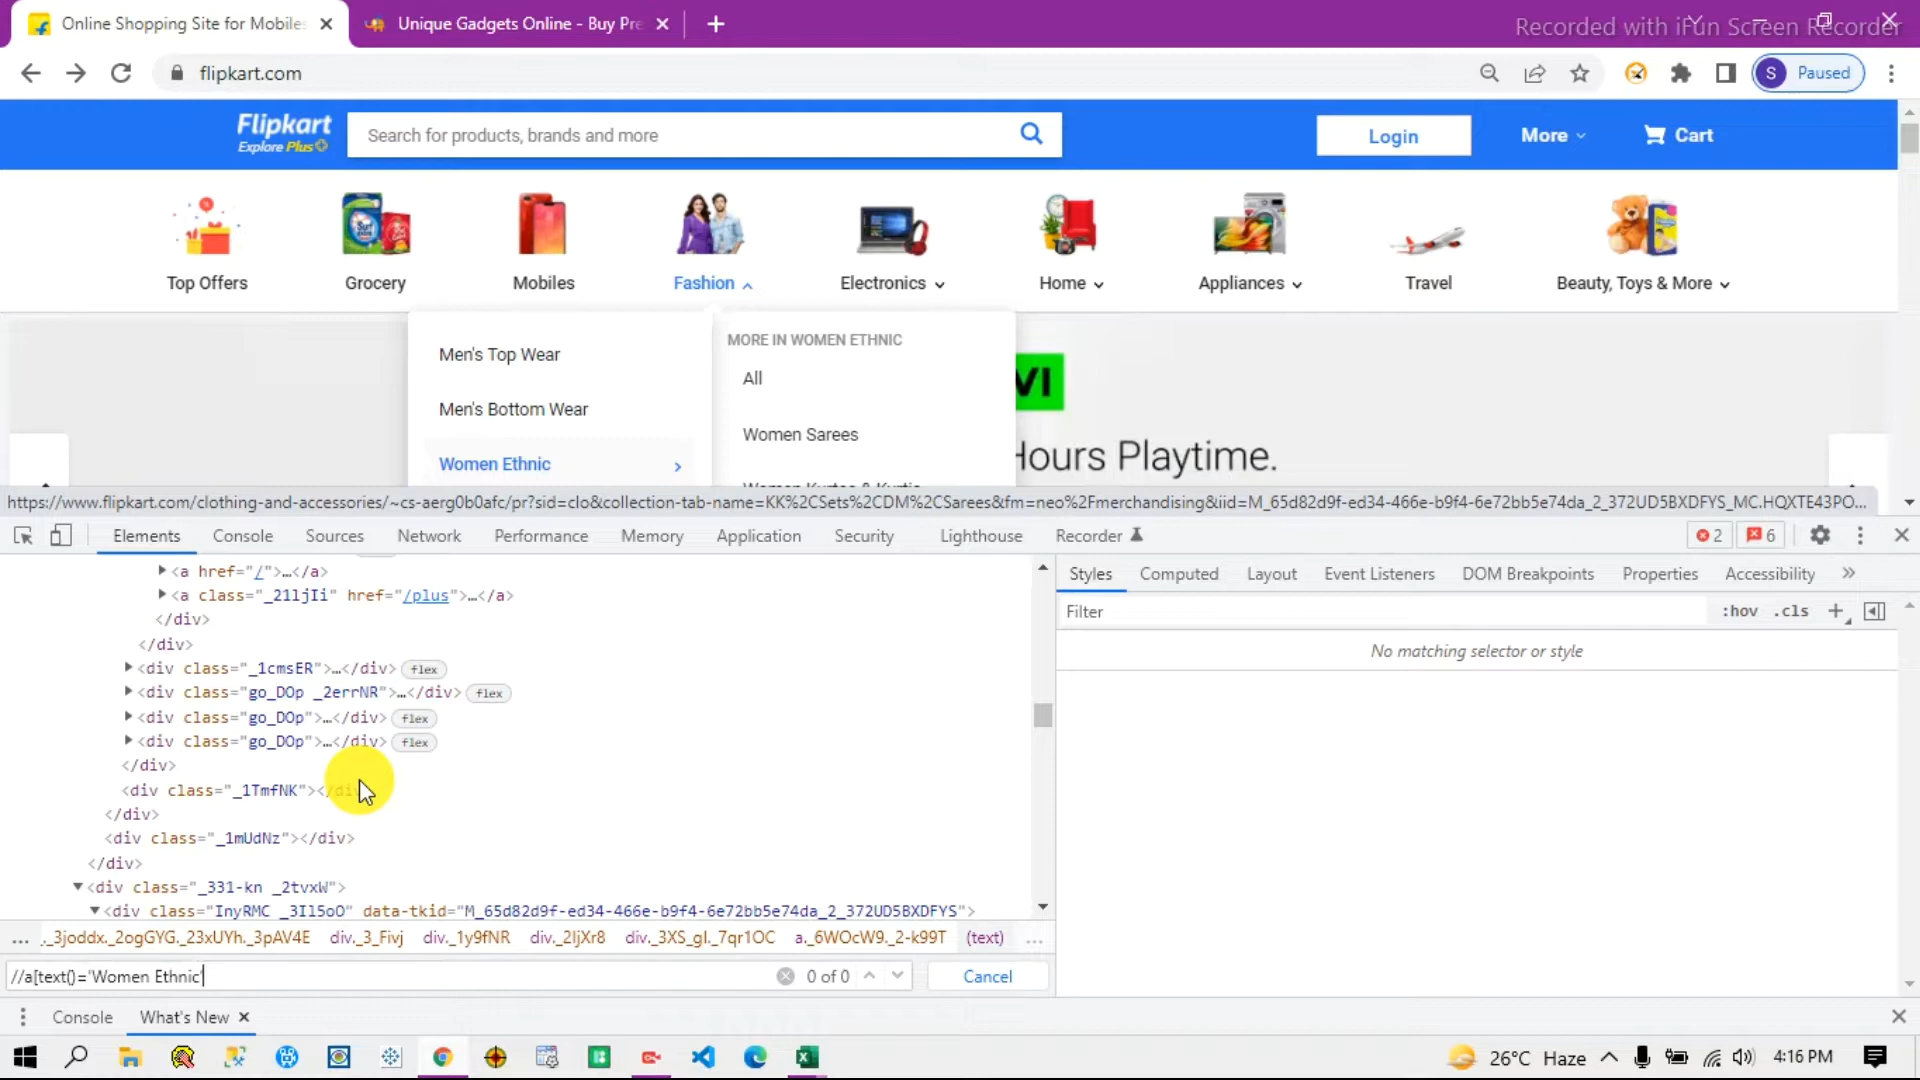 Online Shopping Site for Mobiles
Unique Gadgets Online - Buy Pre
Recorded with iFun Screen Recorder
flipkart.com
S Paused
Flipkart
Explore Plus
Search for products, brands and more
Login
More
Cart
Top Offers
Grocery
Mobiles
Fashion
Electronics
Home
Appliances
Travel
Beauty, Toys & More
Men's Top Wear
Men's Bottom Wear
Women Ethnic
MORE IN WOMEN ETHNIC
All
Women Sarees
Women Kurtas & Kurtis
VI
Hours Playtime.
https://www.flipkart.com/clothing-and-accessories/~cs-aerg0b0afc/pr?sid=clo&collection-tab-name=KK%2CSets%2CDM%2CSarees&fm=neo%2Fmerchandising&iid=M_65d82d9f-ed34-466e-b9f4-6e72bb5e74da_2_372UD5BXDFYS_MC.HQXTE43PO...
Elements Console Sources Network Performance Memory Application Security Lighthouse Recorder 2 6
<a href="/">…</a>
<a class="_21ljIi" href="/plus">…</a>
</div>
</div>
<div class="_1cmsER">…</div> flex
<div class="go_DOp _2errNR">…</div> flex
<div class="go_DOp">…</div> flex
<div class="go_DOp">…</div> flex
</div>
<div class="_1TmfNK"></div>
</div>
<div class="_1mUdNz"></div>
</div>
<div class="_331-kn _2tvxW">
<div class="InyRMC _3Il5oO" data-tkid="M_65d82d9f-ed34-466e-b9f4-6e72bb5e74da_2_372UD5BXDFYS">
... ._3joddx._2ogGYG._23xUYh._3pAV4E div._3_Fivj div._1y9fNR div._2IjXr8 div._3XS_gI._7qr1OC a._6WOcW9._2-k99T (text) ...
//a[text()='Women Ethnic'
0 of 0
Cancel
Styles Computed Layout Event Listeners DOM Breakpoints Properties Accessibility »
Filter
:hov .cls +
No matching selector or style
Console What's New
26°C Haze
4:16 PM